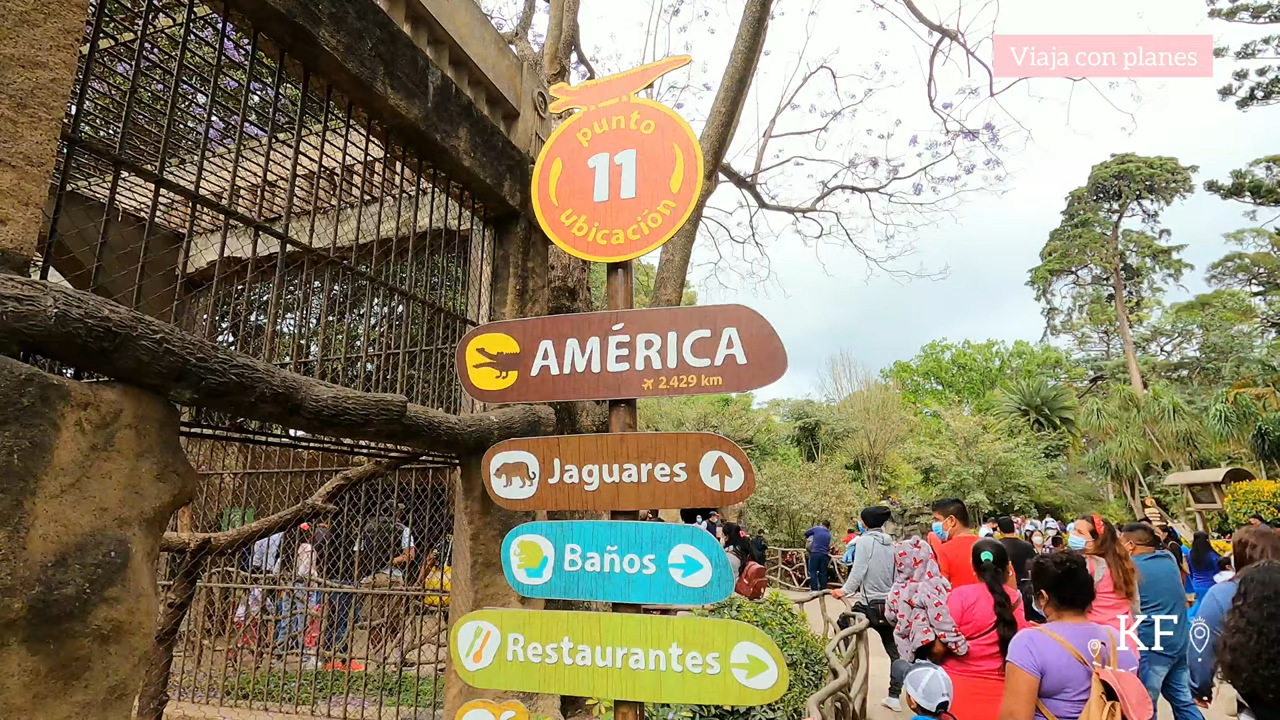 Viaja con planes
punto
11
ubicación
AMÉRICA
2.429 km
Jaguares
Baños
Restaurantes
KF